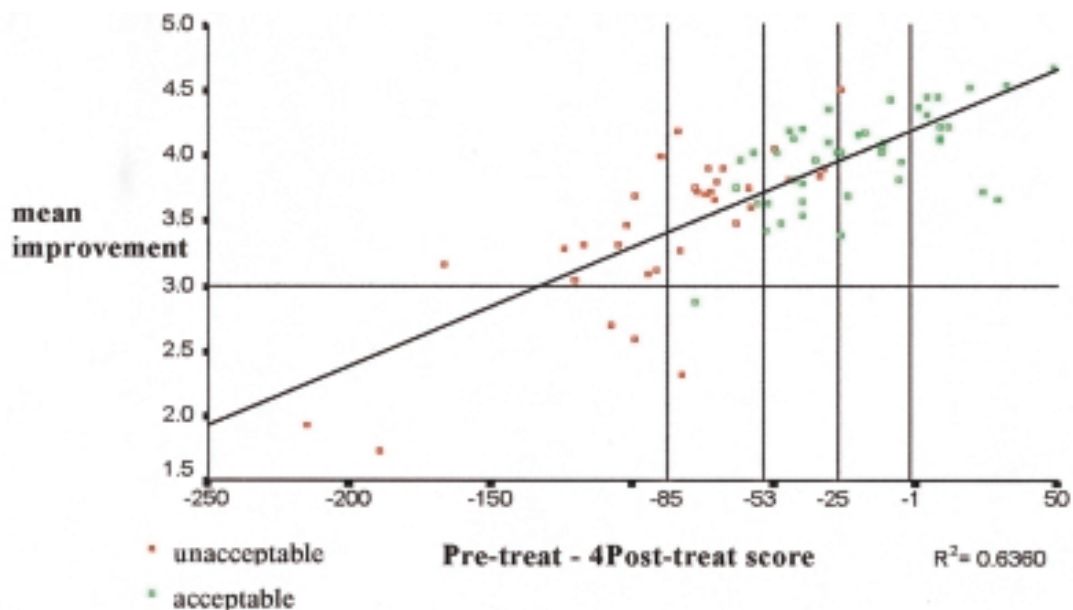 5.0
4.5
4.0
mean
3.5
improvement
3.0
2.5
2.0
1.5
-250 -200 -150 -85 -53 -25 -1 50
unacceptable Pre-treat - 4Post-treat score R²= 0.6360
acceptable